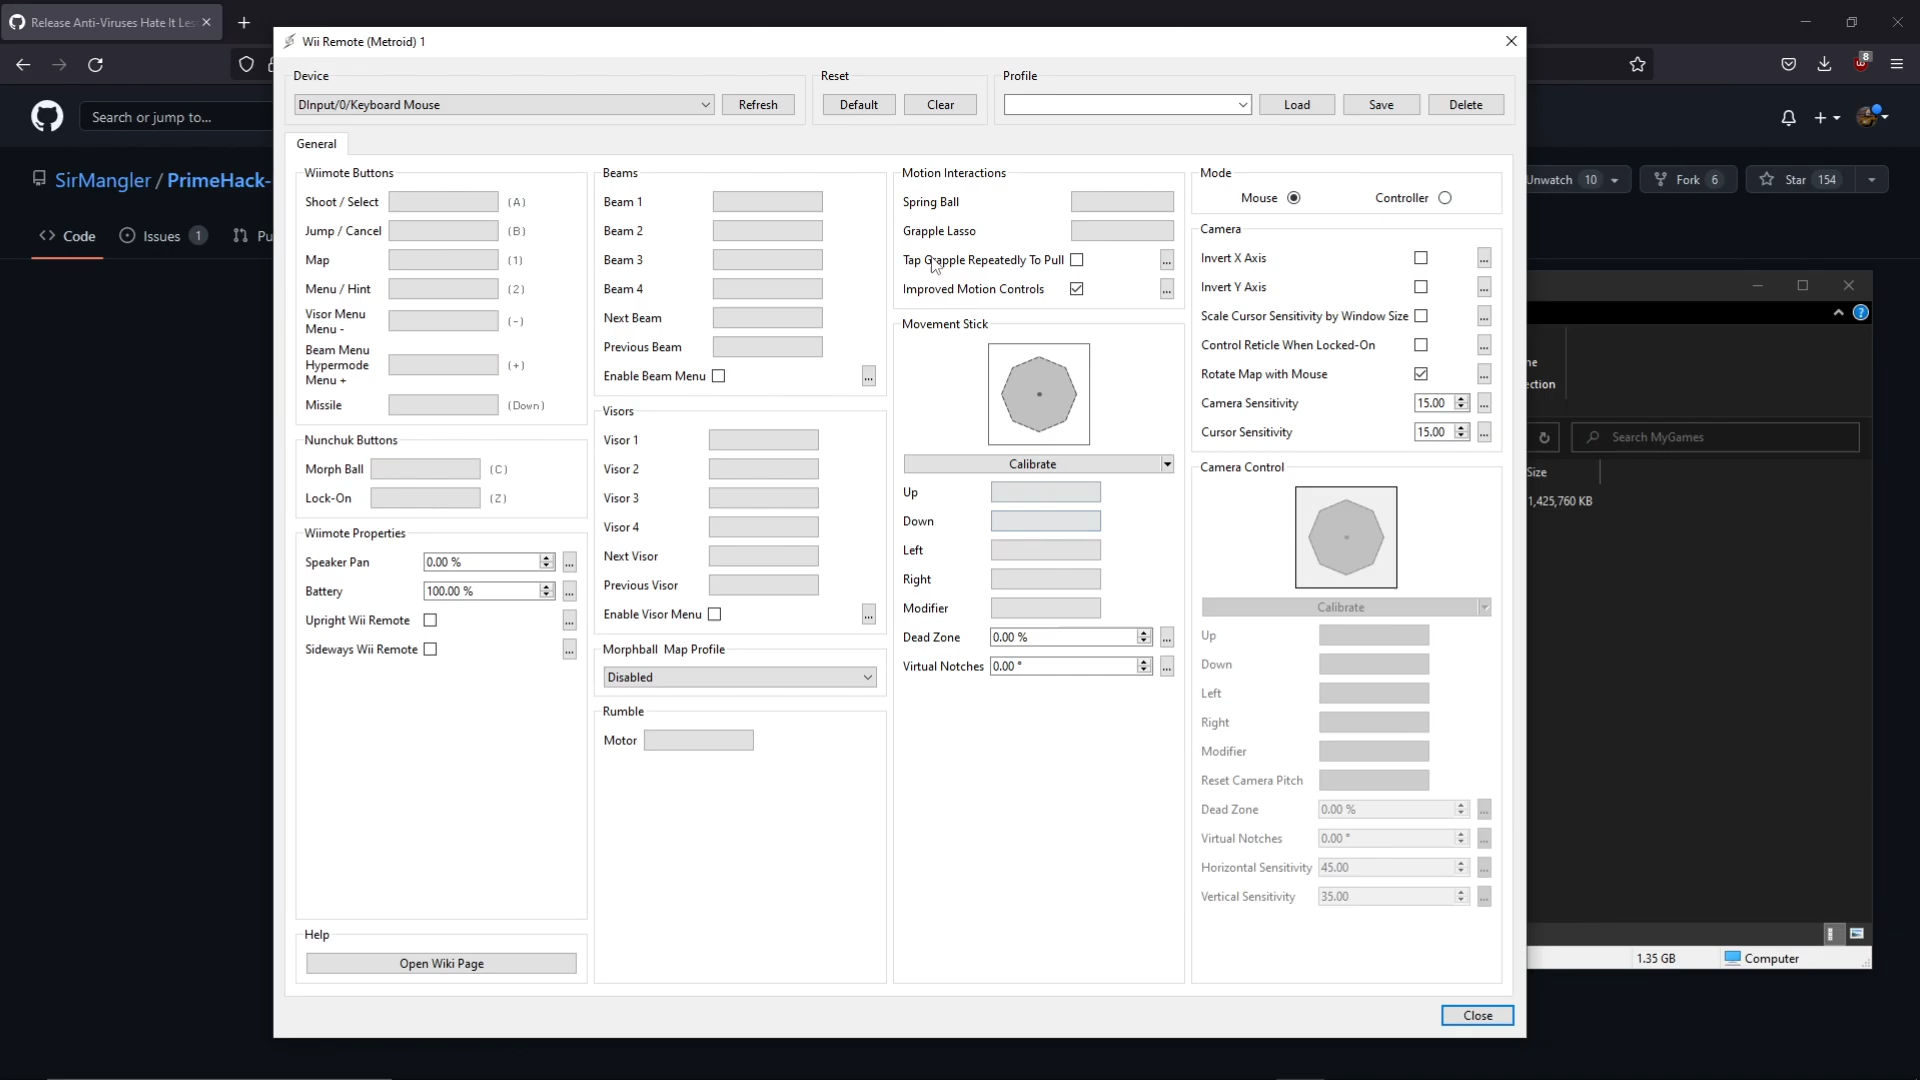 Release Anti-Viruses Hate It Les
Wii Remote (Metroid) 1
Search or jump to...
SirMangler / PrimeHack-
Code
Issues 1
Pu
Unwatch 10
Fork 6
Star 154
8
Device
DInput/0/Keyboard Mouse
Refresh
Reset
Default
Clear
Profile
Load
Save
Delete
General
Wiimote Buttons
Shoot / Select (A)
Jump / Cancel (B)
Map (1)
Menu / Hint (2)
Visor Menu
Menu - (-)
Beam Menu
Hypermode (+)
Menu +
Missile (Down)
Nunchuk Buttons
Morph Ball (C)
Lock-On (Z)
Wiimote Properties
Speaker Pan 0.00 % ...
Battery 100.00 % ...
Upright Wii Remote ...
Sideways Wii Remote ...
Help
Open Wiki Page
Beams
Beam 1
Beam 2
Beam 3
Beam 4
Next Beam
Previous Beam
Enable Beam Menu ...
Visors
Visor 1
Visor 2
Visor 3
Visor 4
Next Visor
Previous Visor
Enable Visor Menu ...
Morphball Map Profile
Disabled
Rumble
Motor
Motion Interactions
Spring Ball
Grapple Lasso
Tap Grapple Repeatedly To Pull ...
Improved Motion Controls ...
Movement Stick
Calibrate
Up
Down
Left
Right
Modifier
Dead Zone 0.00 % ...
Virtual Notches 0.00 ° ...
Mode
Mouse Controller
Camera
Invert X Axis ...
Invert Y Axis ...
Scale Cursor Sensitivity by Window Size ...
Control Reticle When Locked-On ...
Rotate Map with Mouse ...
Camera Sensitivity 15.00 ...
Cursor Sensitivity 15.00 ...
Camera Control
Calibrate
Up
Down
Left
Right
Modifier
Reset Camera Pitch
Dead Zone 0.00 % ...
Virtual Notches 0.00 ° ...
Horizontal Sensitivity 45.00 ...
Vertical Sensitivity 35.00 ...
Close
ne
ection
Search MyGames
Size
1,425,760 KB
1.35 GB
Computer